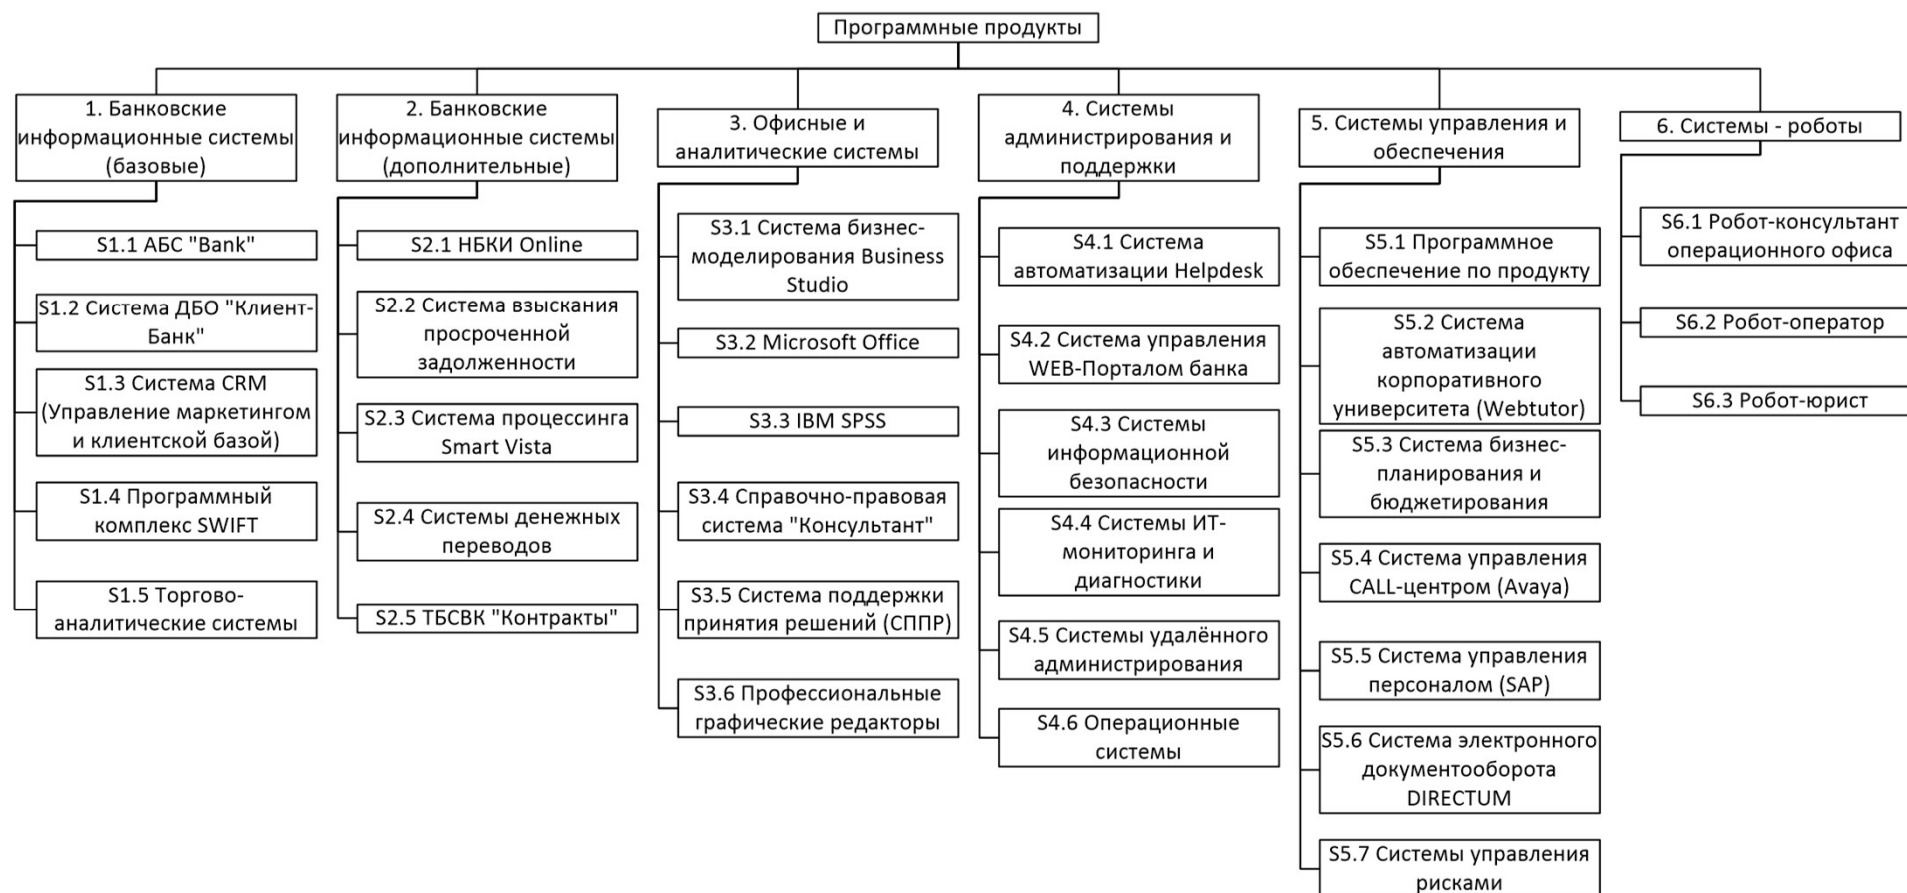 Программные продукты
1. Банковские
информационные системы
(базовые)
S1.1 АБС "Bank"
S1.2 Система ДБО "Клиент-
Банк"
S1.3 Система CRM
(Управление маркетингом
и клиентской базой)
S1.4 Программный
комплекс SWIFT
S1.5 Торгово-
аналитические системы
2. Банковские
информационные системы
(дополнительные)
S2.1 НБКИ Online
S2.2 Система взыскания
просроченной
задолженности
S2.3 Система процессинга
Smart Vista
S2.4 Системы денежных
переводов
S2.5 ТБСВК "Контракты"
3. Офисные и
аналитические системы
S3.1 Система бизнес-
моделирования Business
Studio
S3.2 Microsoft Office
S3.3 IBM SPSS
S3.4 Справочно-правовая
система "Консультант"
S3.5 Система поддержки
принятия решений (СППР)
S3.6 Профессиональные
графические редакторы
4. Системы
администрирования и
поддержки
S4.1 Система
автоматизации Helpdesk
S4.2 Система управления
WEB-Порталом банка
S4.3 Системы
информационной
безопасности
S4.4 Системы ИТ-
мониторинга и
диагностики
S4.5 Системы удалённого
администрирования
S4.6 Операционные
системы
5. Системы управления и
обеспечения
S5.1 Программное
обеспечение по продукту
S5.2 Система
автоматизации
корпоративного
университета (Webtutor)
S5.3 Система бизнес-
планирования и
бюджетирования
S5.4 Система управления
CALL-центром (Avaya)
S5.5 Система управления
персоналом (SAP)
S5.6 Система электронного
документооборота
DIRECTUM
S5.7 Системы управления
рисками
6. Системы - роботы
S6.1 Робот-консультант
операционного офиса
S6.2 Робот-оператор
S6.3 Робот-юрист